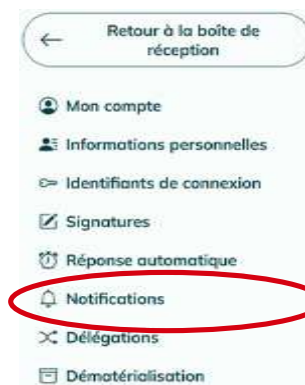 Retour à la boîte de
réception
Mon compte
Informations personnelles
Identifiants de connexion
Signatures
Réponse automatique
Notifications
Délégations
Dématérialisation